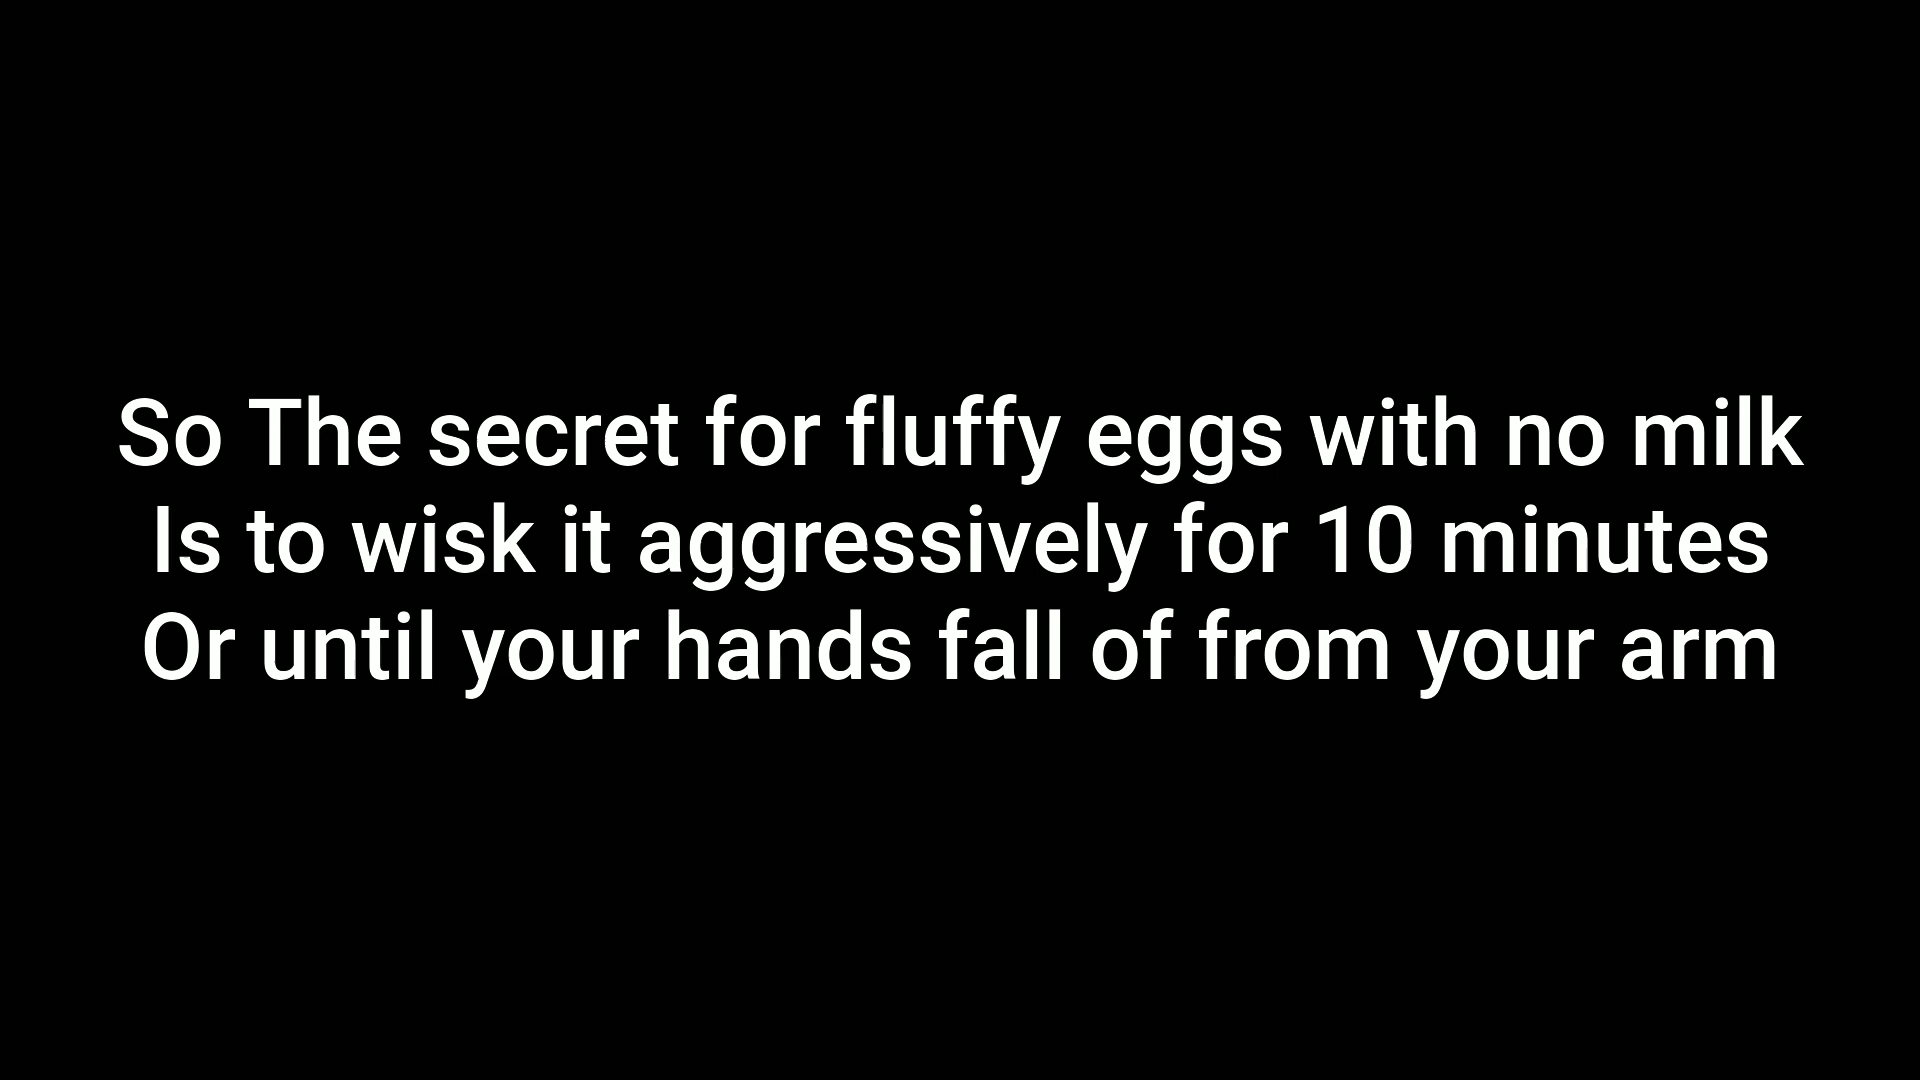 So The secret for fluffy eggs with no milk
Is to wisk it aggressively for 10 minutes
Or until your hands fall of from your arm